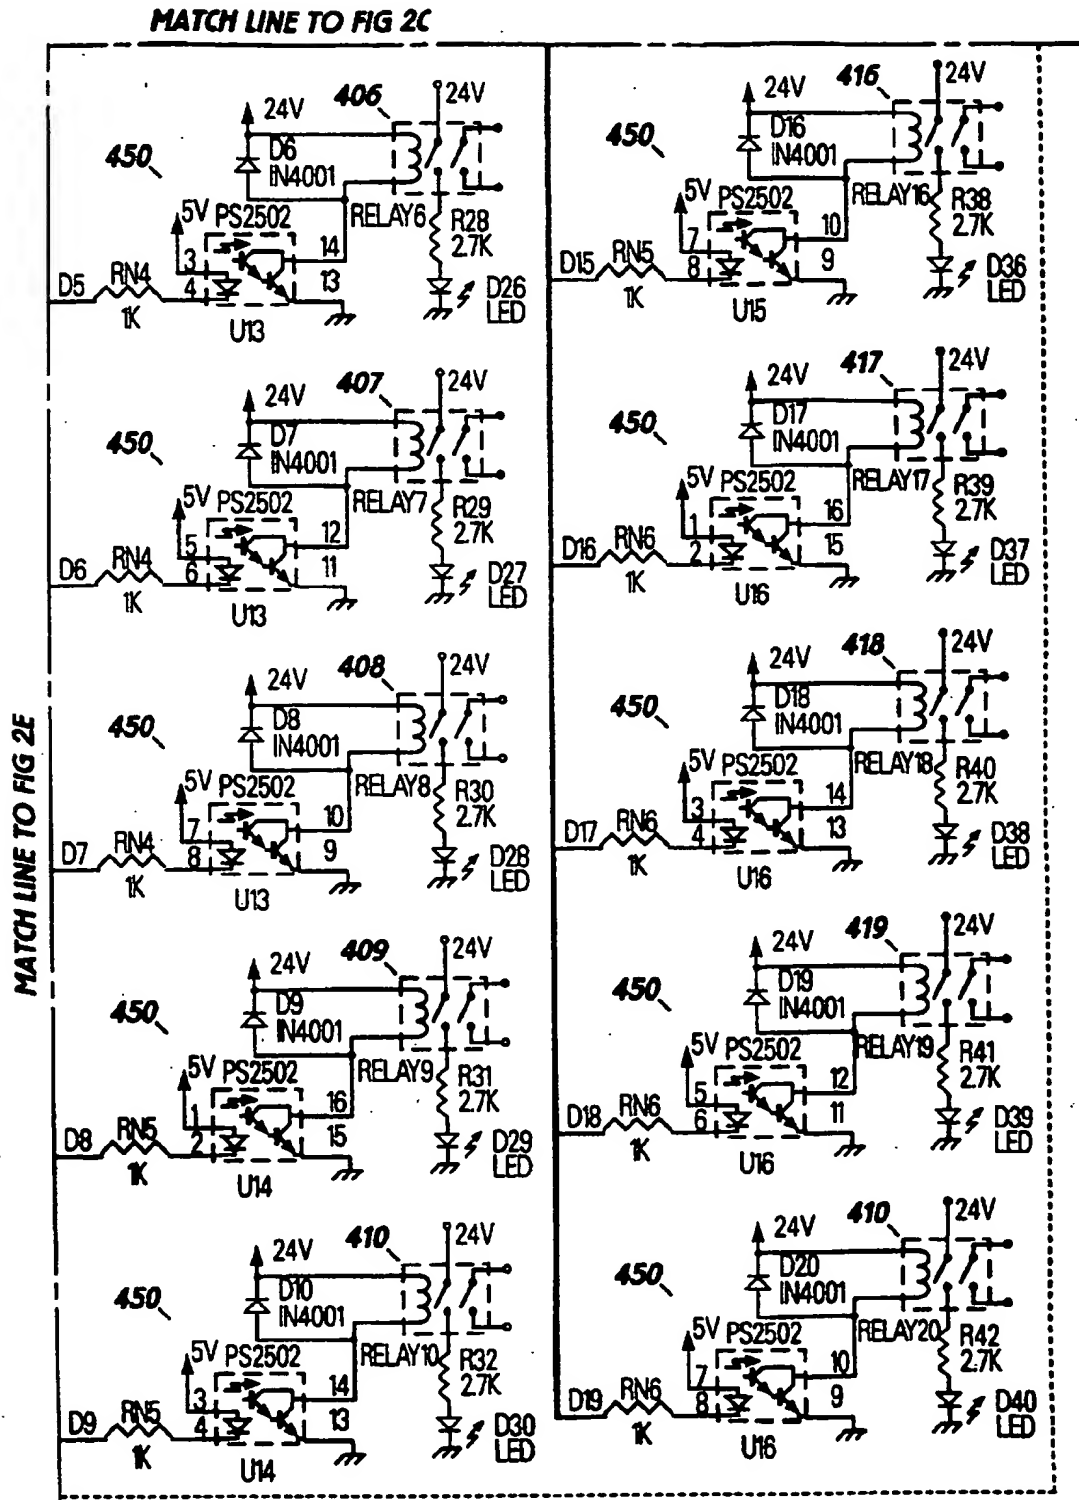 MATCH LINE TO FIG 2C
MATCH LINE TO FIG 2E
406
24V
24V
D6
IN4001
450
RELAY6
5V
PS2502
R28
2.7K
3
14
D5
RN4
4
13
D26
LED
1K
U13
407
24V
24V
D7
IN4001
450
RELAY7
5V
PS2502
R29
2.7K
5
12
D6
RN4
6
11
D27
LED
1K
U13
408
24V
24V
D8
IN4001
450
RELAY8
5V
PS2502
R30
2.7K
7
10
D7
RN4
8
9
D28
LED
1K
U13
409
24V
24V
D9
IN4001
450
RELAY9
5V
PS2502
R31
2.7K
1
16
D8
RN5
2
15
D29
LED
1K
U14
410
24V
24V
D10
IN4001
450
RELAY10
5V
PS2502
R32
2.7K
3
14
D9
RN5
4
13
D30
LED
1K
U14
416
24V
24V
D16
IN4001
450
RELAY16
5V
PS2502
R38
2.7K
7
10
D15
RN5
8
9
D36
LED
1K
U15
417
24V
24V
D17
IN4001
450
RELAY17
5V
PS2502
R39
2.7K
1
16
D16
RN6
2
15
D37
LED
1K
U16
418
24V
24V
D18
IN4001
450
RELAY18
5V
PS2502
R40
2.7K
3
14
D17
RN6
4
13
D38
LED
1K
U16
419
24V
24V
D19
IN4001
450
RELAY19
5V
PS2502
R41
2.7K
5
12
D18
RN6
6
11
D39
LED
1K
U16
410
24V
24V
D20
IN4001
450
RELAY20
5V
PS2502
R42
2.7K
7
10
D19
RN6
8
9
D40
LED
1K
U16